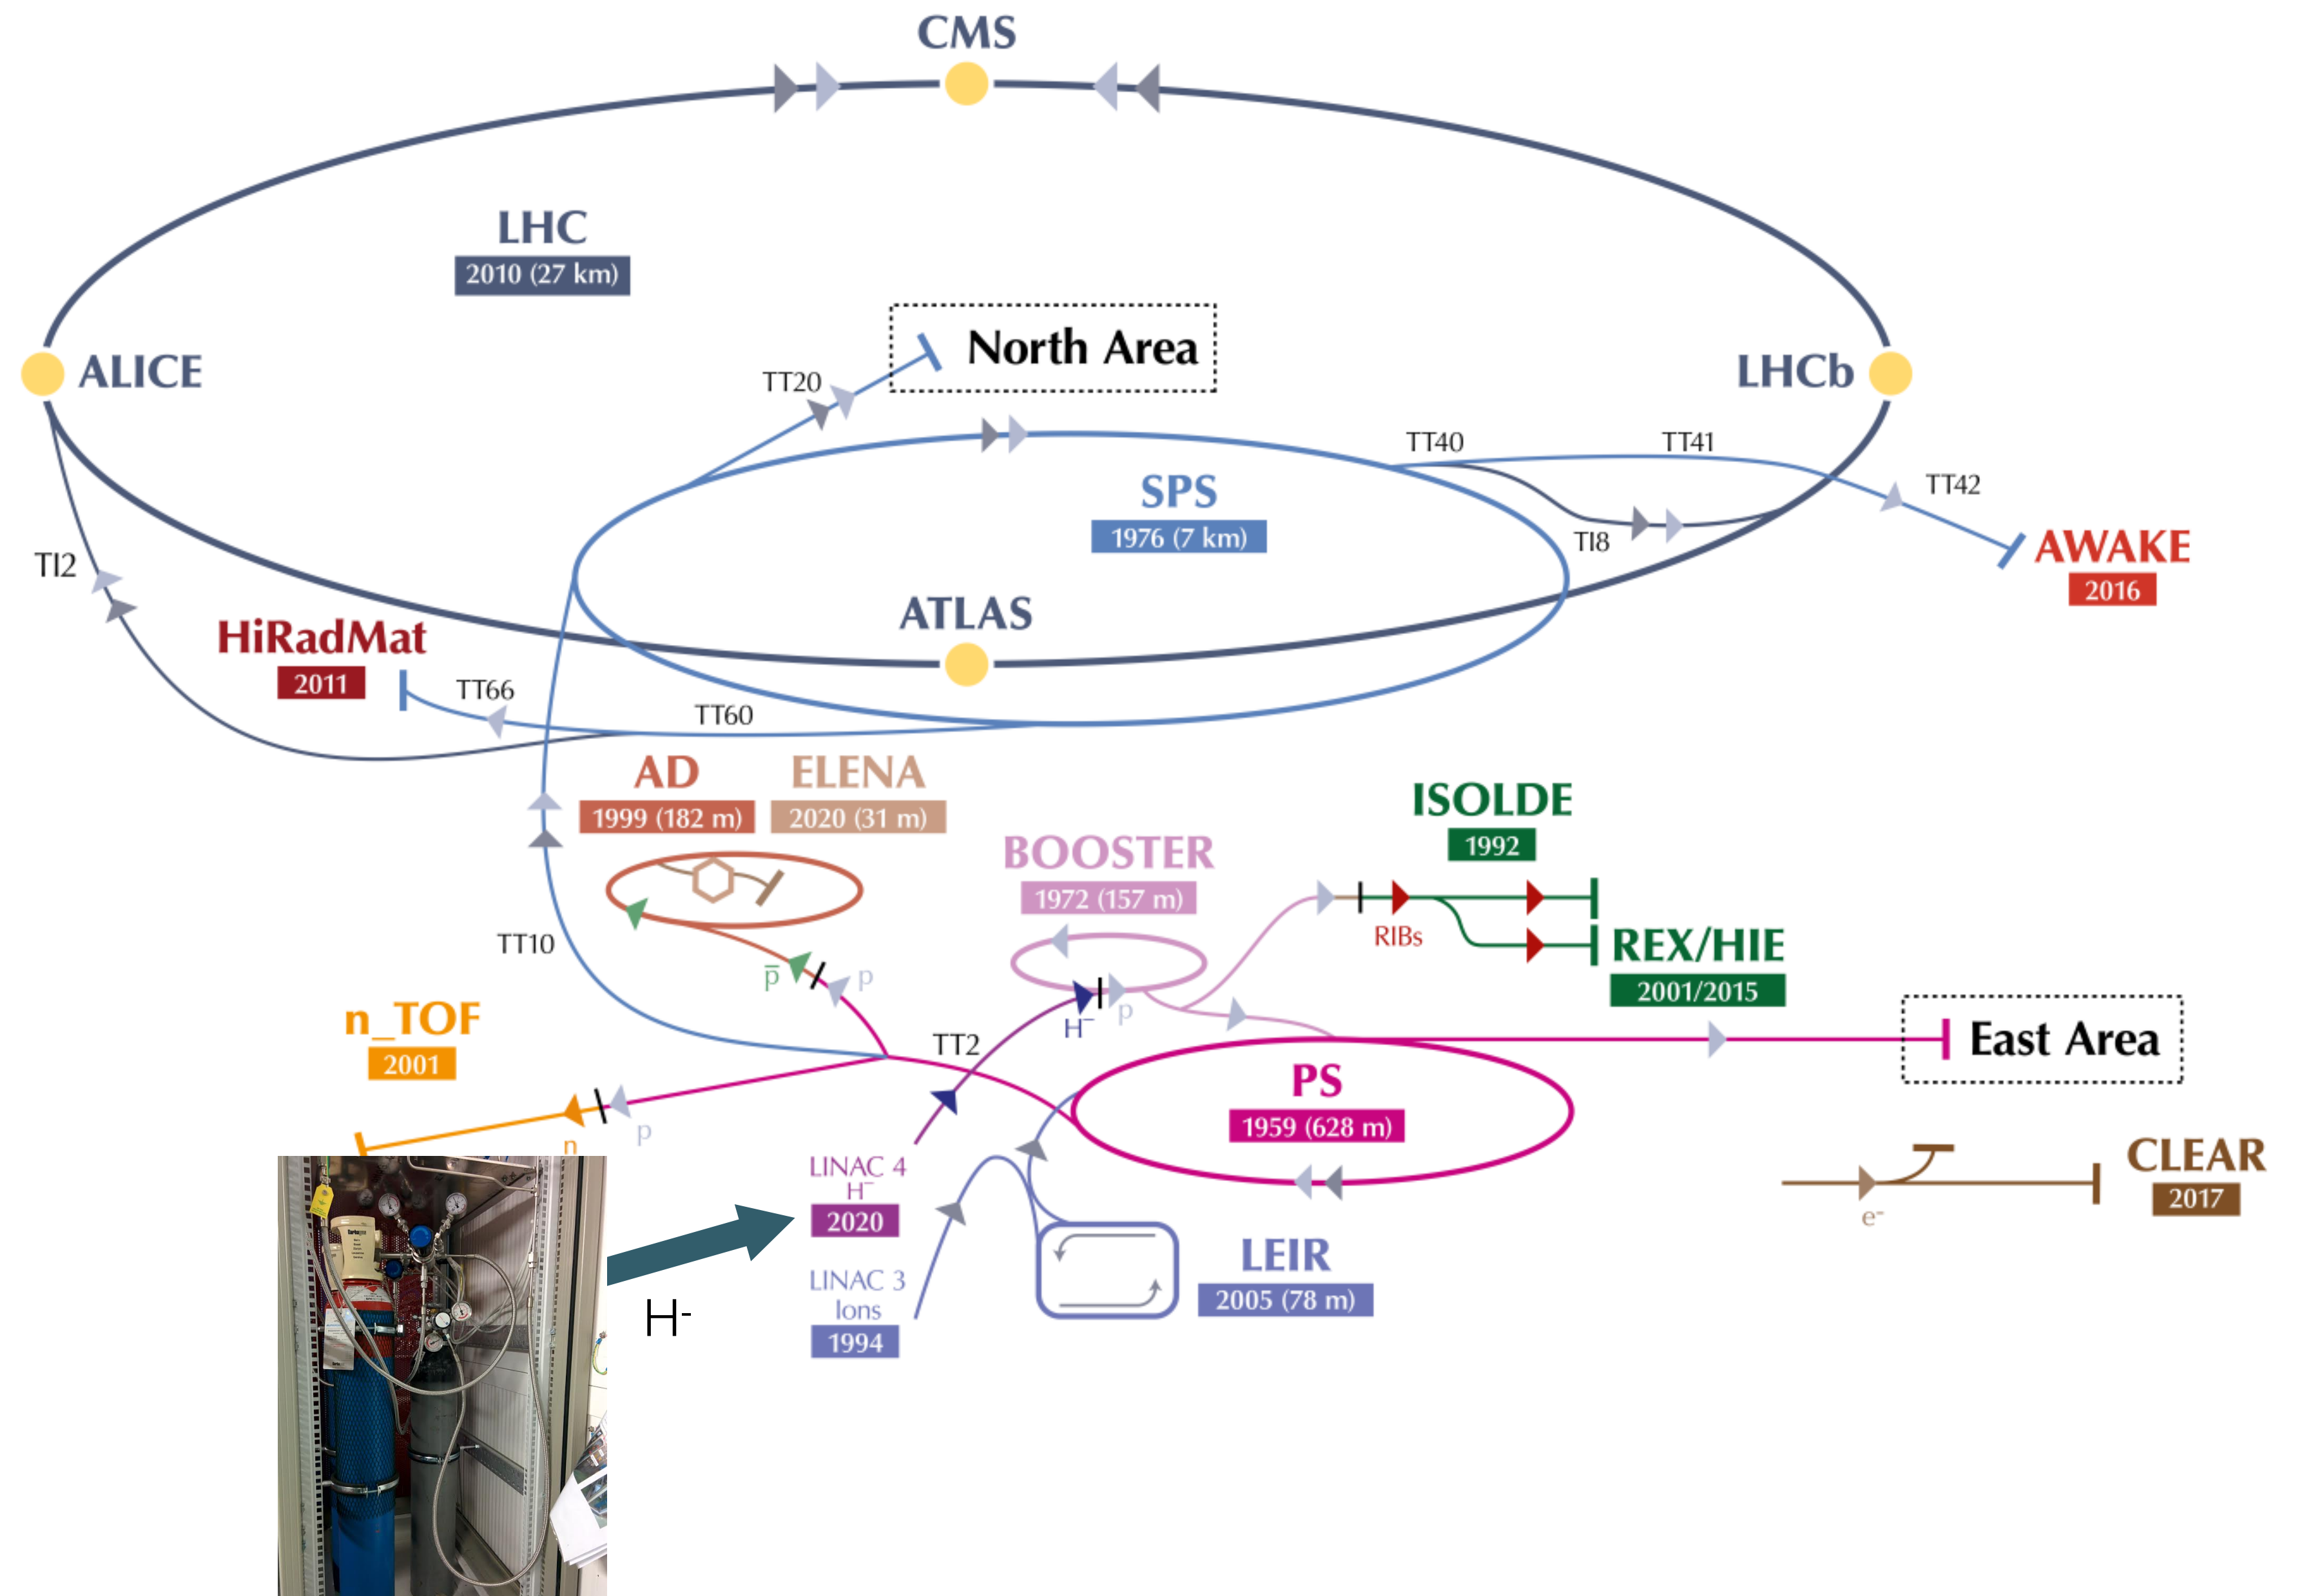 CMS
LHC
2010 (27 km)
North Area
ALICE
TT20
LHCb
TT40
TT41
SPS
1976 (7 km)
TT42
TI8
TI2
AWAKE
2016
ATLAS
HiRadMat
2011
TT66
TT60
AD
1999 (182 m)
ELENA
2020 (31 m)
ISOLDE
1992
BOOSTER
1972 (157 m)
TT10
RIBs
REX/HIE
2001/2015
p̄
p
H⁻
p
n_TOF
2001
TT2
East Area
PS
1959 (628 m)
p
n
LINAC 4
H⁻
2020
CLEAR
2017
e⁻
LEIR
2005 (78 m)
LINAC 3
Ions
1994
H-